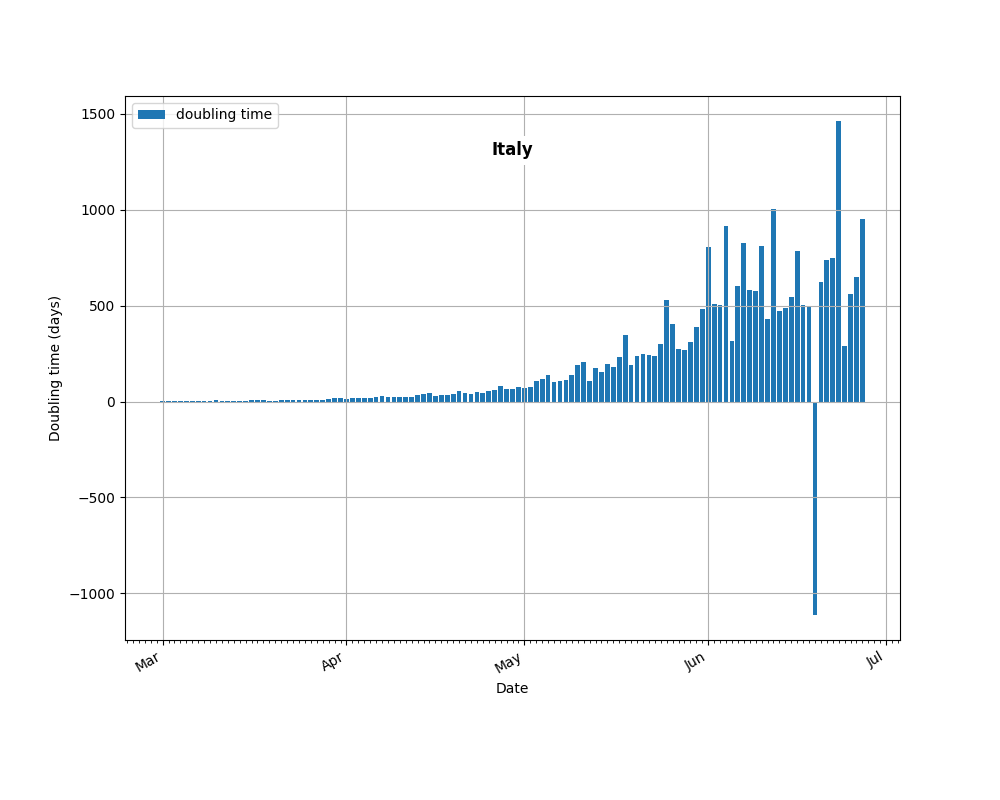 doubling time
Italy
1500
1000
500
0
−500
−1000
Doubling time (days)
Mar
Apr
May
Jun
Jul
Date